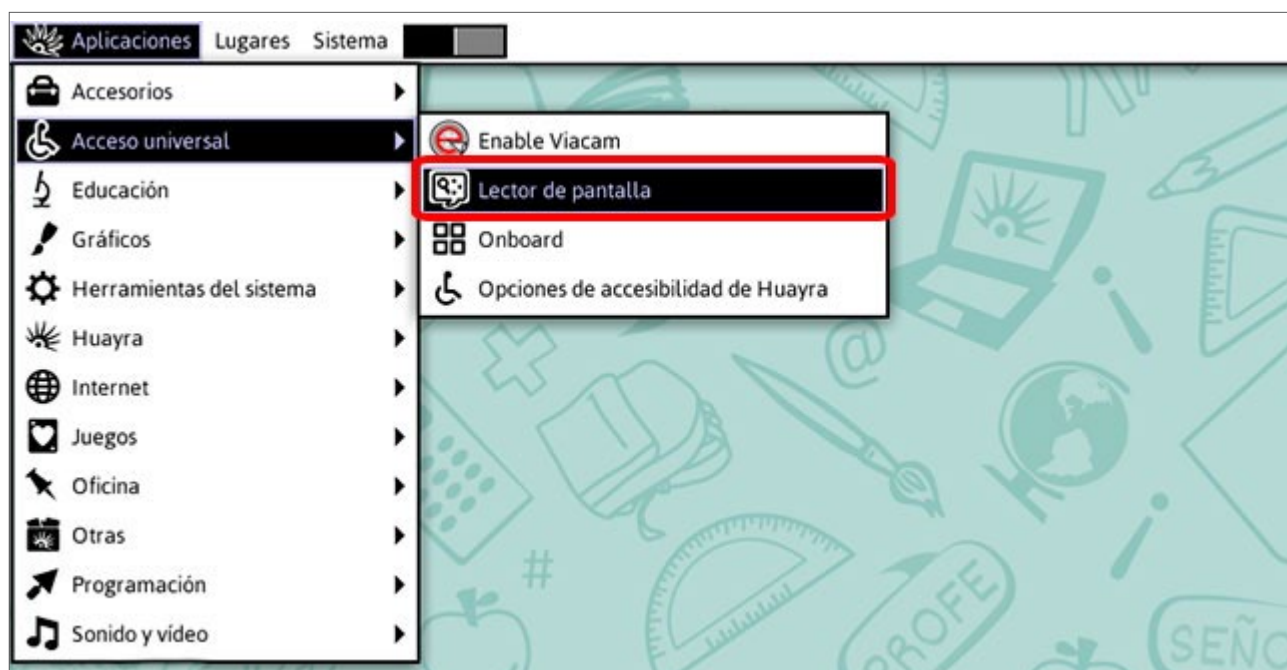 Aplicaciones Lugares Sistema
Accesorios
Acceso universal
Educación
Gráficos
Herramientas del sistema
Huayra
Internet
Juegos
Oficina
Otras
Programación
Sonido y vídeo
Enable Viacam
Lector de pantalla
Onboard
Opciones de accesibilidad de Huayra
@
#
PROFE
SEÑO